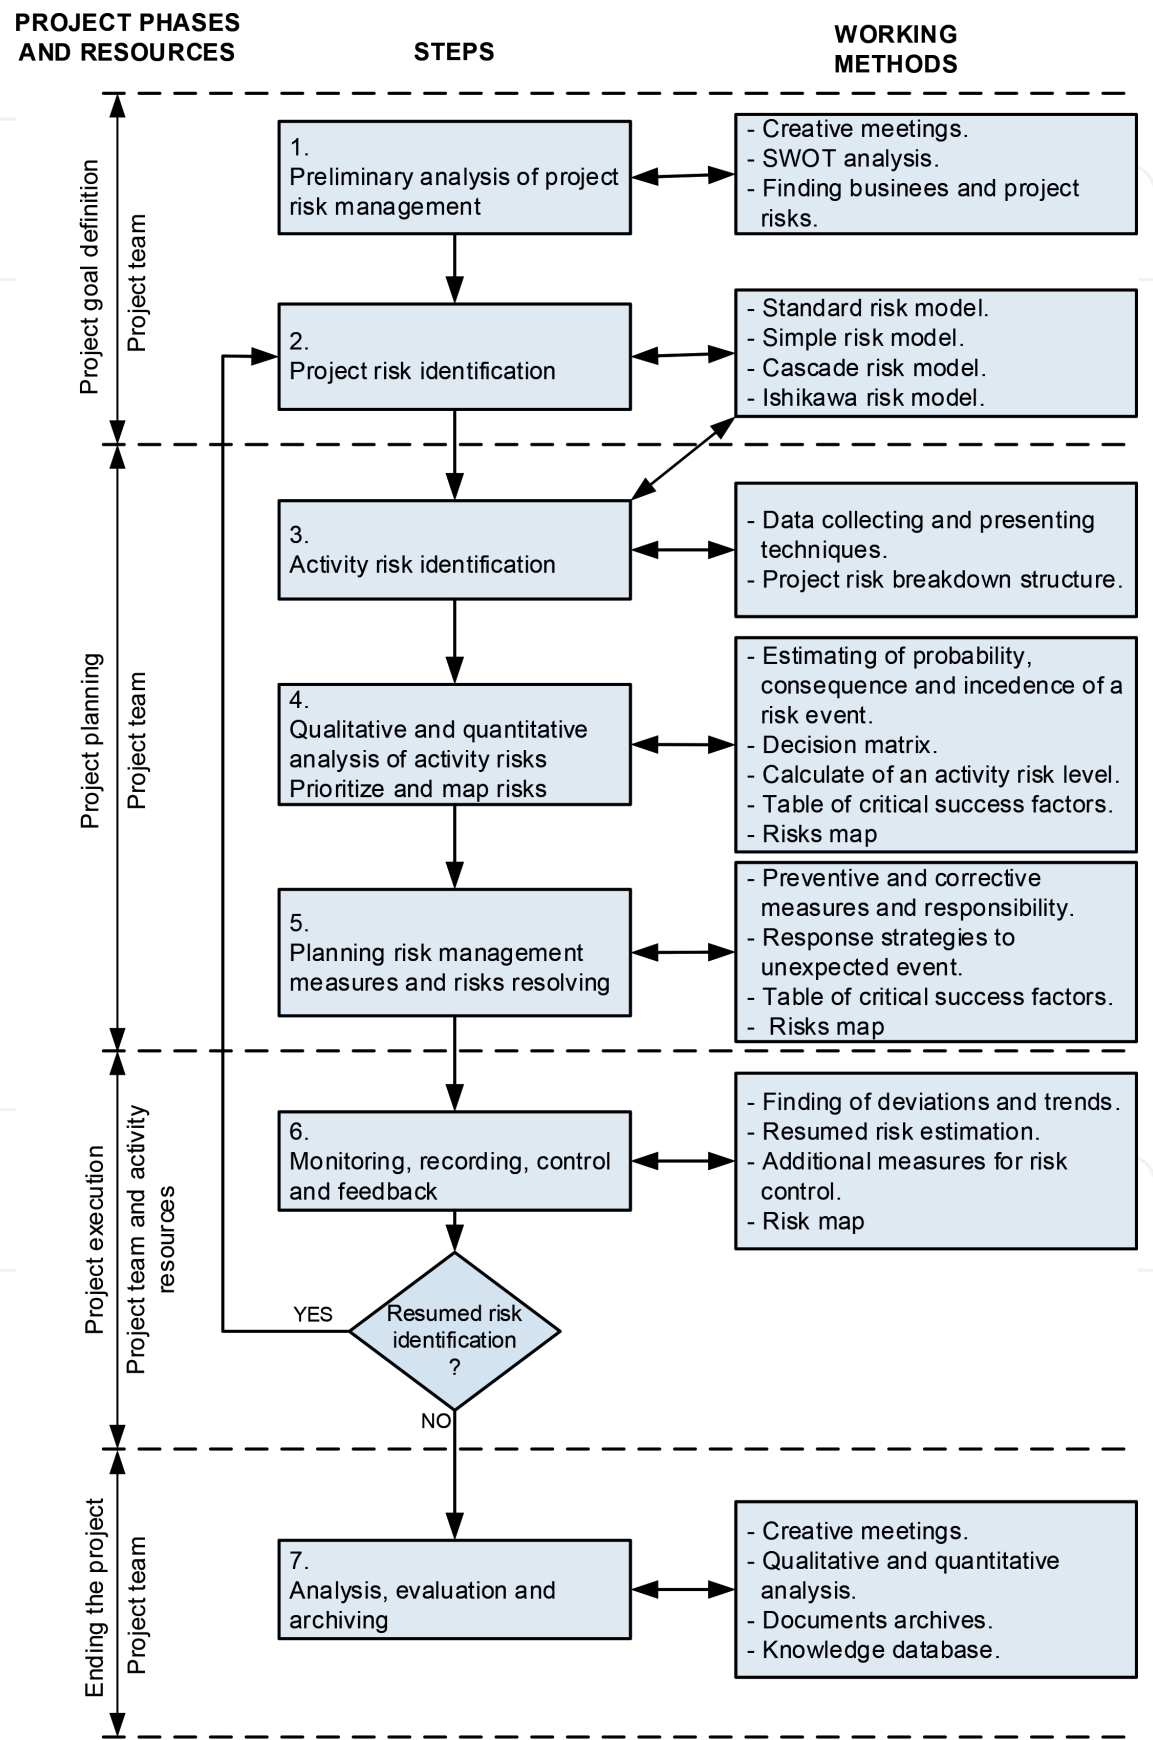 PROJECT PHASES
AND RESOURCES
STEPS
WORKING
METHODS
Project goal definition
Project team
1.
Preliminary analysis of project
risk management
- Creative meetings.
- SWOT analysis.
- Finding businees and project
risks.
2.
Project risk identification
- Standard risk model.
- Simple risk model.
- Cascade risk model.
- Ishikawa risk model.
Project planning
Project team
3.
Activity risk identification
- Data collecting and presenting
techniques.
- Project risk breakdown structure.
4.
Qualitative and quantitative
analysis of activity risks
Prioritize and map risks
- Estimating of probability,
consequence and incedence of a
risk event.
- Decision matrix.
- Calculate of an activity risk level.
- Table of critical success factors.
- Risks map
5.
Planning risk management
measures and risks resolving
- Preventive and corrective
measures and responsibility.
- Response strategies to
unexpected event.
- Table of critical success factors.
- Risks map
Project execution
Project team and activity
resources
6.
Monitoring, recording, control
and feedback
- Finding of deviations and trends.
- Resumed risk estimation.
- Additional measures for risk
control.
- Risk map
YES
Resumed risk
identification
?
NO
Ending the project
Project team
7.
Analysis, evaluation and
archiving
- Creative meetings.
- Qualitative and quantitative
analysis.
- Documents archives.
- Knowledge database.